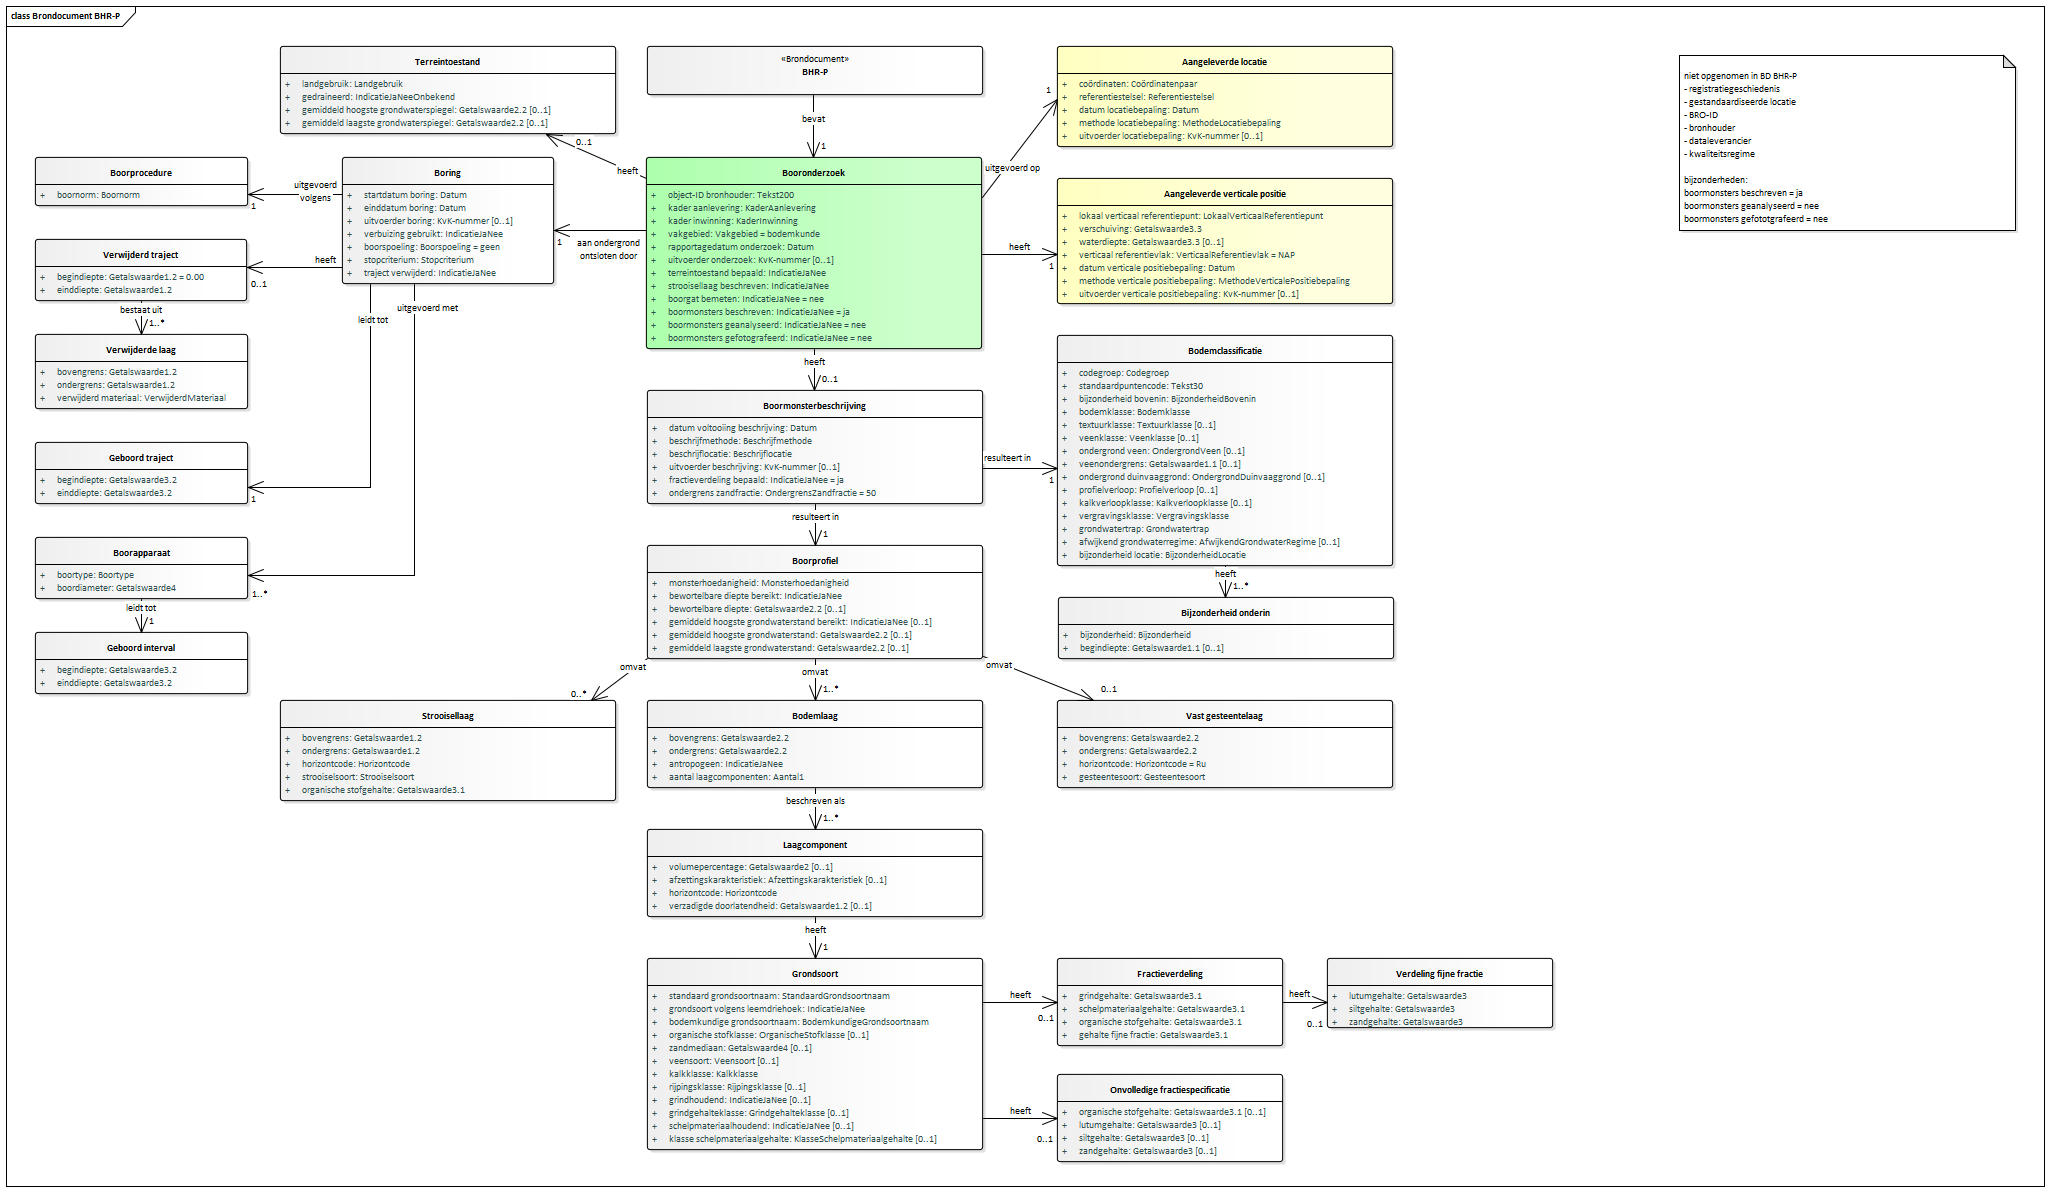 class Brondocument BHR-P
Terreintoestand
+ landgebruik: Landgebruik
+ gedraineerd: IndicatieJaNeeOnbekend
+ gemiddeld hoogste grondwaterspiegel: Getalswaarde2.2 [0..1]
+ gemiddeld laagste grondwaterspiegel: Getalswaarde2.2 [0..1]
«Brondocument»
BHR-P
bevat
1
Aangeleverde locatie
+ coördinaten: Coördinatenpaar
+ referentiestelsel: Referentiestelsel
+ datum locatiebepaling: Datum
+ methode locatiebepaling: MethodeLocatiebepaling
+ uitvoerder locatiebepaling: KvK-nummer [0..1]
1
uitgevoerd op
niet opgenomen in BD BHR-P
- registratiegeschiedenis
- gestandaardiseerde locatie
- BRO-ID
- bronhouder
- dataleverancier
- kwaliteitsregime
bijzonderheden:
boormonsters beschreven = ja
boormonsters geanalyseerd = nee
boormonsters gefototgrafeerd = nee
0..1
heeft
Boorprocedure
+ boornorm: Boornorm
uitgevoerd
volgens
1
Boring
+ startdatum boring: Datum
+ einddatum boring: Datum
+ uitvoerder boring: KvK-nummer [0..1]
+ verbuizing gebruikt: IndicatieJaNee
+ boorspoeling: Boorspoeling = geen
+ stopcriterium: Stopcriterium
+ traject verwijderd: IndicatieJaNee
1
aan ondergrond
ontsloten door
Booronderzoek
+ object-ID bronhouder: Tekst200
+ kader aanlevering: KaderAanlevering
+ kader inwinning: KaderInwinning
+ vakgebied: Vakgebied = bodemkunde
+ rapportagedatum onderzoek: Datum
+ uitvoerder onderzoek: KvK-nummer [0..1]
+ terreintoestand bepaald: IndicatieJaNee
+ strooisellaag beschreven: IndicatieJaNee
+ boorgat bemeten: IndicatieJaNee = nee
+ boormonsters beschreven: IndicatieJaNee = ja
+ boormonsters geanalyseerd: IndicatieJaNee = nee
+ boormonsters gefotografeerd: IndicatieJaNee = nee
heeft
1
Aangeleverde verticale positie
+ lokaal verticaal referentiepunt: LokaalVerticaalReferentiepunt
+ verschuiving: Getalswaarde3.3
+ waterdiepte: Getalswaarde3.3 [0..1]
+ verticaal referentievlak: VerticaalReferentievlak = NAP
+ datum verticale positiebepaling: Datum
+ methode verticale positiebepaling: MethodeVerticalePositiebepaling
+ uitvoerder verticale positiebepaling: KvK-nummer [0..1]
Verwijderd traject
+ begindiepte: Getalswaarde1.2 = 0.00
+ einddiepte: Getalswaarde1.2
heeft
0..1
bestaat uit
1..*
Verwijderde laag
+ bovengrens: Getalswaarde1.2
+ ondergrens: Getalswaarde1.2
+ verwijderd materiaal: VerwijderdMateriaal
leidt tot
uitgevoerd met
heeft
0..1
Boormonsterbeschrijving
+ datum voltooiing beschrijving: Datum
+ beschrijfmethode: Beschrijfmethode
+ beschrijflocatie: Beschrijflocatie
+ uitvoerder beschrijving: KvK-nummer [0..1]
+ fractieverdeling bepaald: IndicatieJaNee = ja
+ ondergrens zandfractie: OndergrensZandfractie = 50
resulteert in
1
Bodemclassificatie
+ codegroep: Codegroep
+ standaardpuntencode: Tekst30
+ bijzonderheid bovenin: BijzonderheidBovenin
+ bodemklasse: Bodemklasse
+ textuurklasse: Textuurklasse [0..1]
+ veenklasse: Veenklasse [0..1]
+ ondergrond veen: OndergrondVeen [0..1]
+ veenondergrens: Getalswaarde1.1 [0..1]
+ ondergrond duinvaaggrond: OndergrondDuinvaaggrond [0..1]
+ profielverloop: Profielverloop [0..1]
+ kalkverloopklasse: Kalkverloopklasse [0..1]
+ vergravingsklasse: Vergravingsklasse
+ grondwatertrap: Grondwatertrap
+ afwijkend grondwaterregime: AfwijkendGrondwaterRegime [0..1]
+ bijzonderheid locatie: BijzonderheidLocatie
heeft
1..*
Bijzonderheid onderin
+ bijzonderheid: Bijzonderheid
+ begindiepte: Getalswaarde1.1 [0..1]
Geboord traject
+ begindiepte: Getalswaarde3.2
+ einddiepte: Getalswaarde3.2
1
Boorapparaat
+ boortype: Boortype
+ boordiameter: Getalswaarde4
1..*
leidt tot
1
Geboord interval
+ begindiepte: Getalswaarde3.2
+ einddiepte: Getalswaarde3.2
resulteert in
1
Boorprofiel
+ monsterhoedanigheid: Monsterhoedanigheid
+ bewortelbare diepte bereikt: IndicatieJaNee
+ bewortelbare diepte: Getalswaarde2.2 [0..1]
+ gemiddeld hoogste grondwaterstand bereikt: IndicatieJaNee [0..1]
+ gemiddeld hoogste grondwaterstand: Getalswaarde2.2 [0..1]
+ gemiddeld laagste grondwaterstand: Getalswaarde2.2 [0..1]
omvat
0..*
omvat
1..*
omvat
0..1
Strooisellaag
+ bovengrens: Getalswaarde1.2
+ ondergrens: Getalswaarde1.2
+ horizontcode: Horizontcode
+ strooiselsoort: Strooiselsoort
+ organische stofgehalte: Getalswaarde3.1
Bodemlaag
+ bovengrens: Getalswaarde2.2
+ ondergrens: Getalswaarde2.2
+ antropogeen: IndicatieJaNee
+ aantal laagcomponenten: Aantal1
Vast gesteentelaag
+ bovengrens: Getalswaarde2.2
+ ondergrens: Getalswaarde2.2
+ horizontcode: Horizontcode = Ru
+ gesteentesoort: Gesteentesoort
beschreven als
1..*
Laagcomponent
+ volumepercentage: Getalswaarde2 [0..1]
+ afzettingskarakteristiek: Afzettingskarakteristiek [0..1]
+ horizontcode: Horizontcode
+ verzadigde doorlatendheid: Getalswaarde1.2 [0..1]
heeft
1
Grondsoort
+ standaard grondsoortnaam: StandaardGrondsoortnaam
+ grondsoort volgens leemdriehoek: IndicatieJaNee
+ bodemkundige grondsoortnaam: BodemkundigeGrondsoortnaam
+ organische stofklasse: OrganischeStofklasse [0..1]
+ zandmediaan: Getalswaarde4 [0..1]
+ veensoort: Veensoort [0..1]
+ kalkklasse: Kalkklasse
+ rijpingsklasse: Rijpingsklasse [0..1]
+ grindhoudend: IndicatieJaNee [0..1]
+ grindgehalteklasse: Grindgehalteklasse [0..1]
+ schelpmateriaalhoudend: IndicatieJaNee [0..1]
+ klasse schelpmateriaalgehalte: KlasseSchelpmateriaalgehalte [0..1]
heeft
0..1
Fractieverdeling
+ grindgehalte: Getalswaarde3.1
+ schelpmateriaalgehalte: Getalswaarde3.1
+ organische stofgehalte: Getalswaarde3.1
+ gehalte fijne fractie: Getalswaarde3.1
heeft
0..1
Verdeling fijne fractie
+ lutumgehalte: Getalswaarde3
+ siltgehalte: Getalswaarde3
+ zandgehalte: Getalswaarde3
heeft
0..1
Onvolledige fractiespecificatie
+ organische stofgehalte: Getalswaarde3.1 [0..1]
+ lutumgehalte: Getalswaarde3 [0..1]
+ siltgehalte: Getalswaarde3 [0..1]
+ zandgehalte: Getalswaarde3 [0..1]